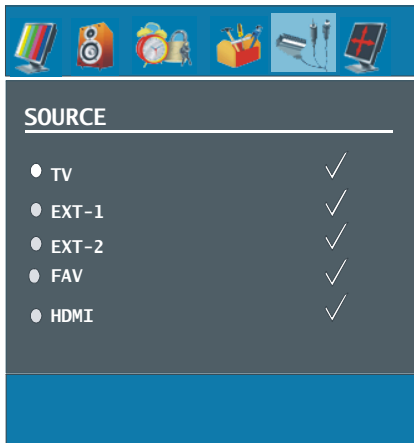 SOURCE
TV
EXT-1
EXT-2
FAV
HDMI